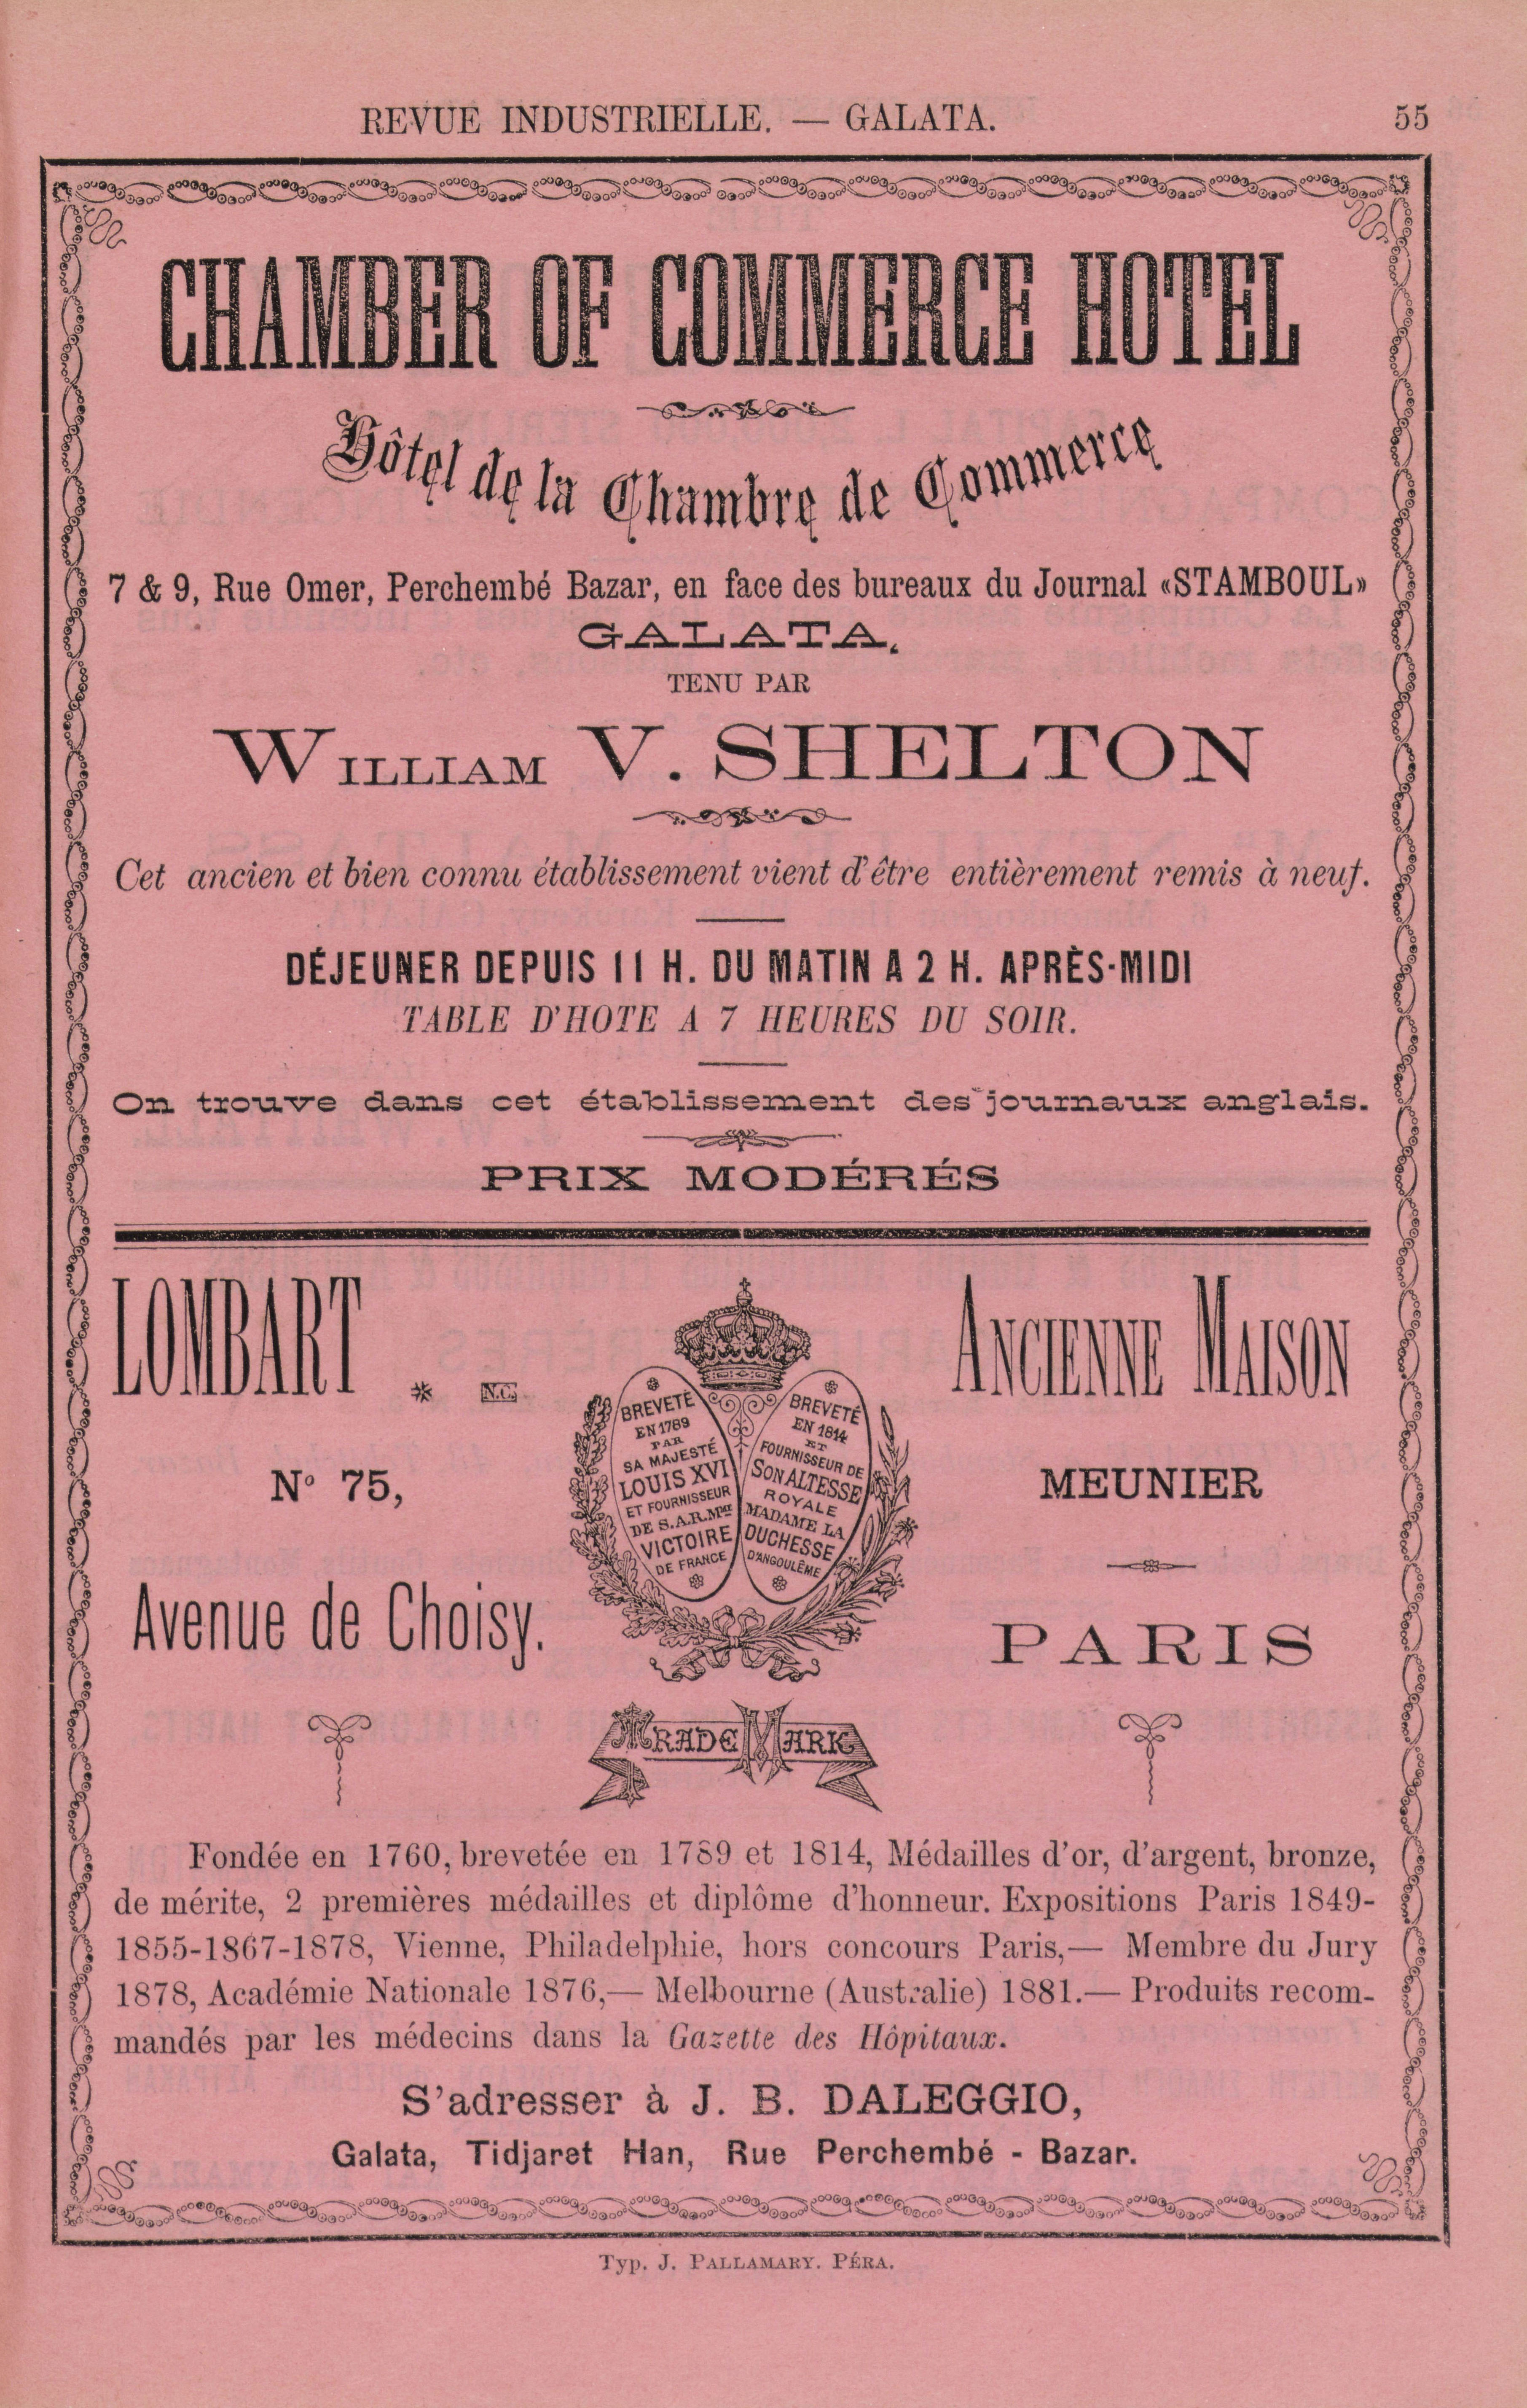 REVUE INDUSTRIELLE. — GALATA.
55
CHAMBER OF COMMERCE HOTEL
Hôtel de la Chambre de Commerce
7 & 9, Rue Omer, Perchembé Bazar, en face des bureaux du Journal «STAMBOUL»
GALATA,
TENU PAR
WILLIAM V. SHELTON
Cet ancien et bien connu établissement vient d'être entièrement remis à neuf.
DÉJEUNER DEPUIS 11 H. DU MATIN A 2 H. APRÈS-MIDI
TABLE D'HOTE A 7 HEURES DU SOIR.
On trouve dans cet établissement des journaux anglais.
PRIX MODÉRÉS
LOMBART * N.C.
No 75,
Avenue de Choisy.
BREVETÉ
EN 1789
PAR
SA MAJESTÉ
LOUIS XVI
ET FOURNISSEUR
DE S.A.R. Mme
VICTOIRE
DE FRANCE
BREVETÉ
EN 1814
ET
FOURNISSEUR DE
SON ALTESSE
ROYALE
MADAME LA
DUCHESSE
D'ANGOULÊME
TRADE MARK
ANCIENNE MAISON
MEUNIER
PARIS
Fondée en 1760, brevetée en 1789 et 1814, Médailles d'or, d'argent, bronze,
de mérite, 2 premières médailles et diplôme d'honneur. Expositions Paris 1849-
1855-1867-1878, Vienne, Philadelphie, hors concours Paris,— Membre du Jury
1878, Académie Nationale 1876,— Melbourne (Australie) 1881.— Produits recom-
mandés par les médecins dans la Gazette des Hôpitaux.
S'adresser à J. B. DALEGGIO,
Galata, Tidjaret Han, Rue Perchembé - Bazar.
Typ. J. PALLAMARY. PÉRA.